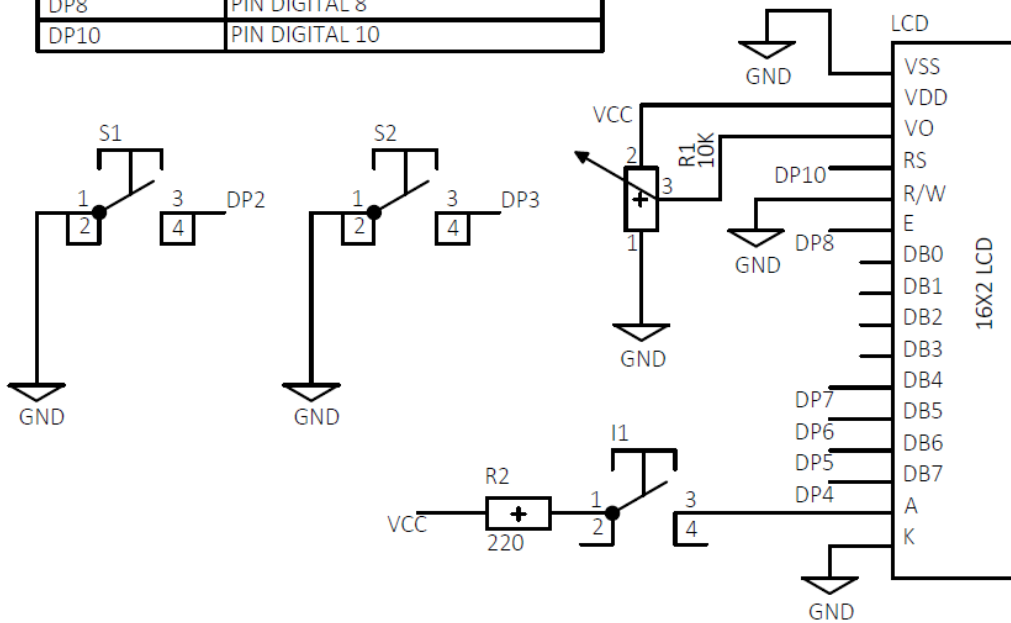 DP8 PIN DIGITAL 8
DP10 PIN DIGITAL 10
LCD
GND
VSS
VDD
VCC
VO
R1
10K
RS
DP10
R/W
E
DP8
GND
DB0
DB1
DB2
DB3
DB4
DP7
DB5
DP6
DB6
DP5
DB7
DP4
A
K
GND
16X2 LCD
2
3
1
GND
S1
1
2
3
4
DP2
GND
S2
1
2
3
4
DP3
GND
I1
R2
220
VCC
1
2
3
4